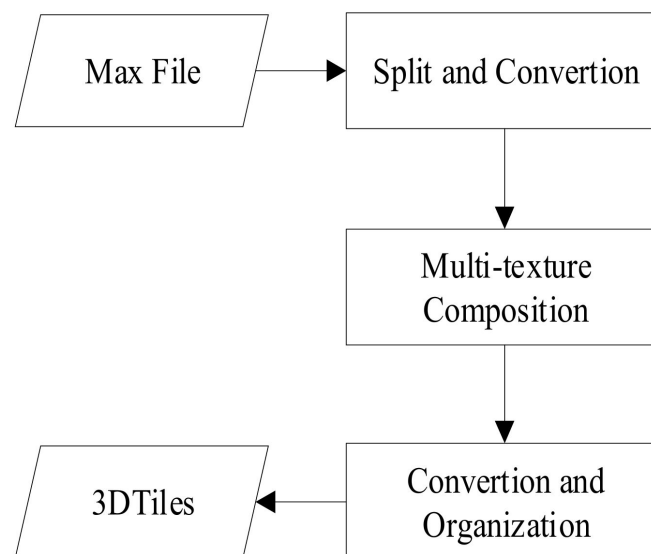 Max File
Split and Convertion
Multi-texture
Composition
3DTiles
Convertion and
Organization